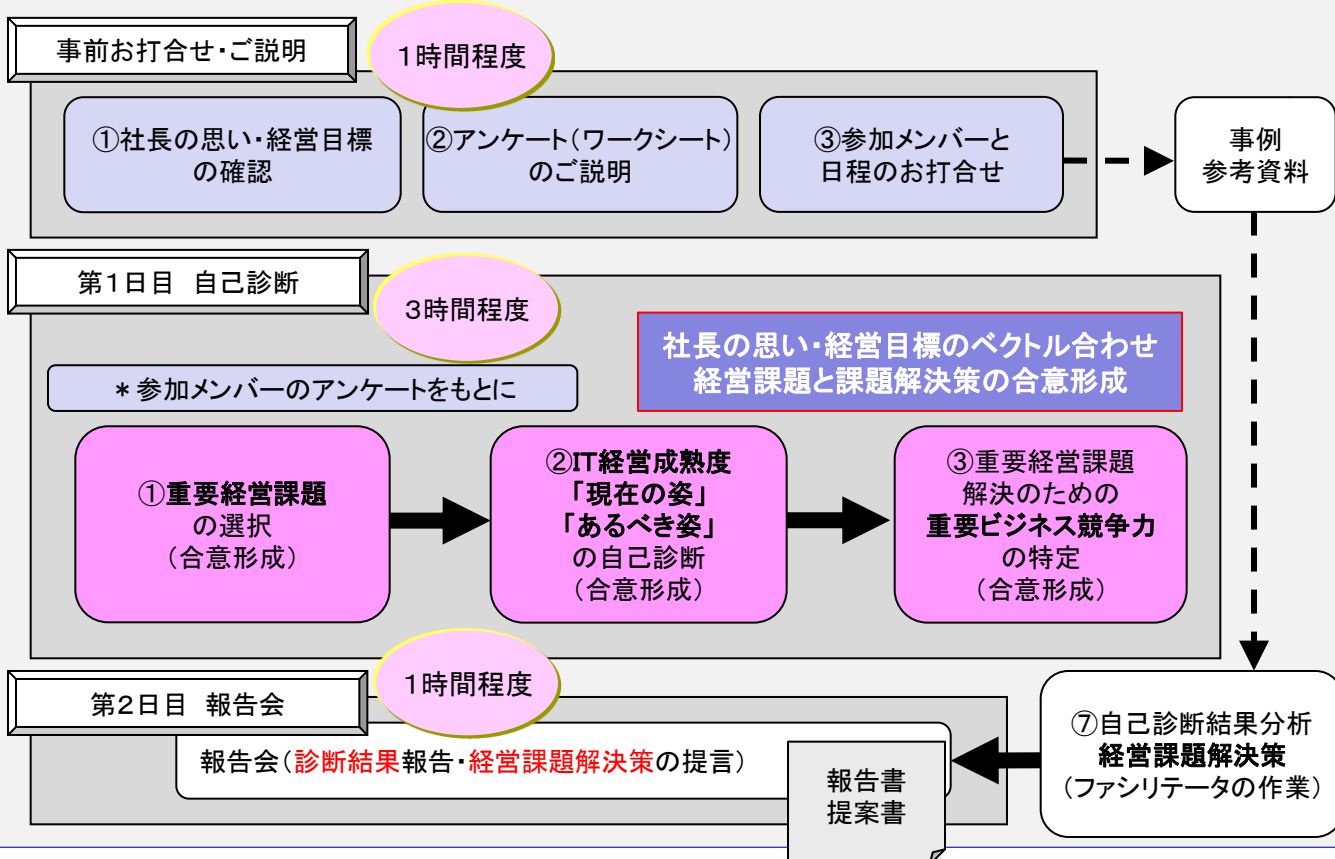 事前お打合せ・ご説明
1時間程度
①社長の思い・経営目標
の確認
②アンケート(ワークシート)
のご説明
③参加メンバーと
日程のお打合せ
事例
参考資料
第1日目 自己診断
3時間程度
社長の思い・経営目標のベクトル合わせ
経営課題と課題解決策の合意形成
*参加メンバーのアンケートをもとに
①重要経営課題
の選択
(合意形成)
②IT経営成熟度
「現在の姿」
「あるべき姿」
の自己診断
(合意形成)
③重要経営課題
解決のための
重要ビジネス競争力
の特定
(合意形成)
第2日目 報告会
1時間程度
報告会(診断結果報告・経営課題解決策の提言)
報告書
提案書
⑦自己診断結果分析
経営課題解決策
(ファシリテータの作業)